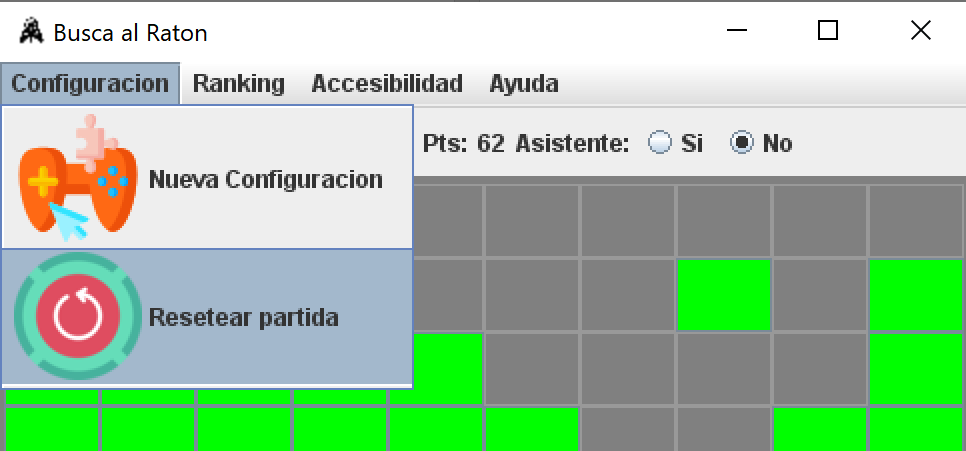 Busca al Raton
Configuracion Ranking Accesibilidad Ayuda
Pts: 62 Asistente: Si No
Nueva Configuracion
Resetear partida